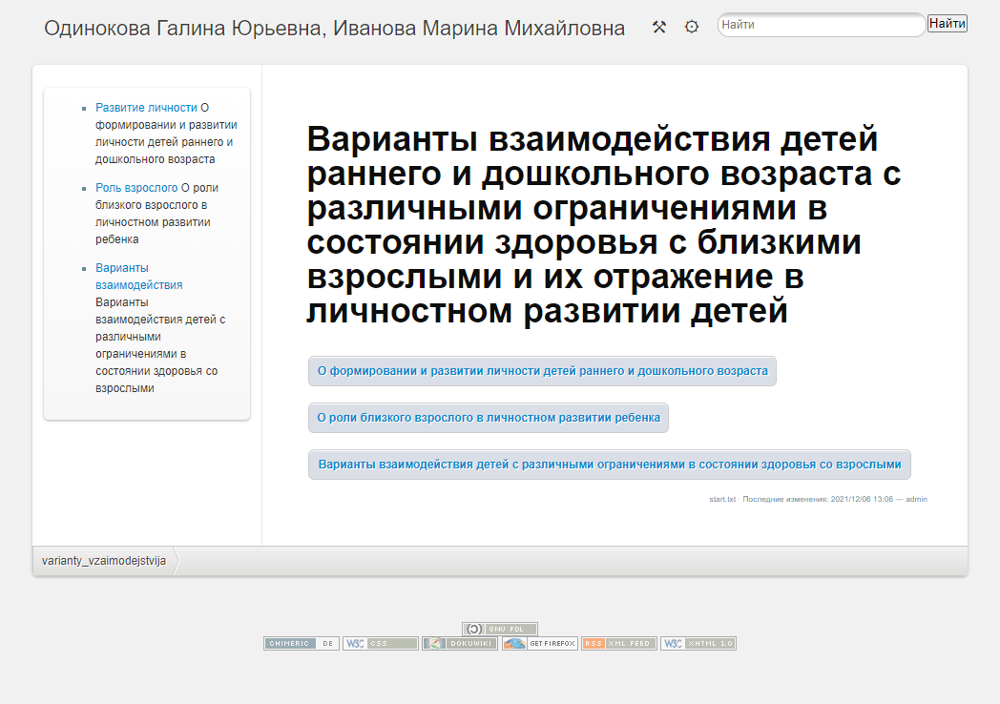 Одинокова Галина Юрьевна, Иванова Марина Михайловна
Найти
Найти
Развитие личности О
формировании и развитии
личности детей раннего и
дошкольного возраста
Роль взрослого О роли
близкого взрослого в
личностном развитии
ребенка
Варианты
взаимодействия
Варианты
взаимодействия детей с
различными
ограничениями в
состоянии здоровья со
взрослыми
Варианты взаимодействия детей
раннего и дошкольного возраста с
различными ограничениями в
состоянии здоровья с близкими
взрослыми и их отражение в
личностном развитии детей
О формировании и развитии личности детей раннего и дошкольного возраста
О роли близкого взрослого в личностном развитии ребенка
Варианты взаимодействия детей с различными ограничениями в состоянии здоровья со взрослыми
start.txt · Последние изменения: 2021/12/06 13:06 — admin
varianty_vzaimodejstvija
GNU FDL
CHIMERIC DE
W3C CSS
DOKUWIKI
GET FIREFOX
RSS XML FEED
W3C XHTML 1.0